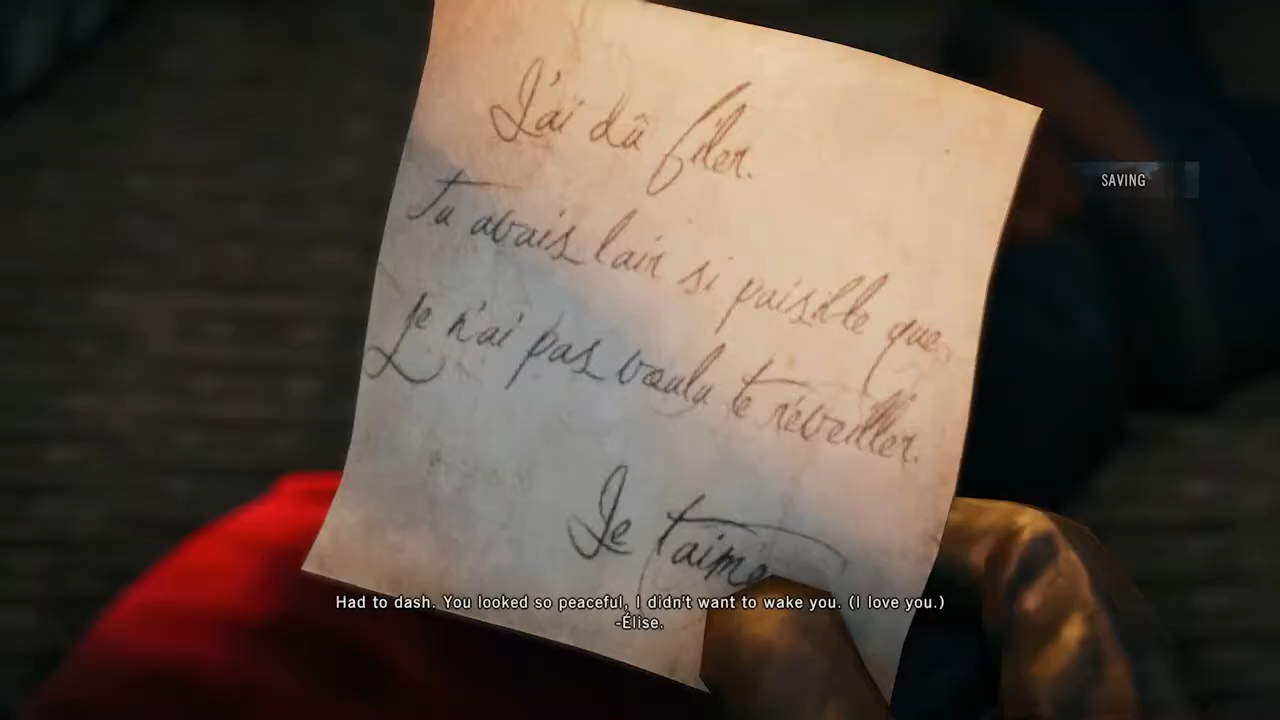 J'ai dû filer.
SAVING
Tu avais l'air si paisible que
je n'ai pas voulu te réveiller.
Je t'aime
Had to dash. You looked so peaceful, I didn't want to wake you. (I love you.)
-Élise.